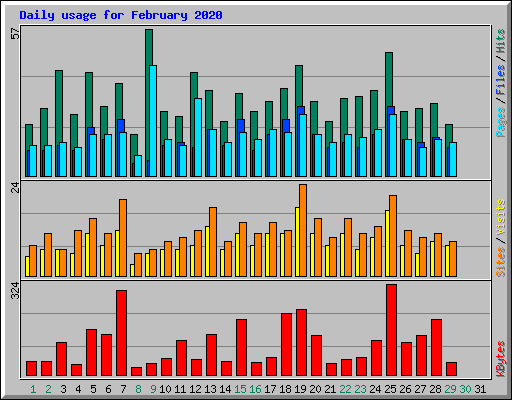 Daily usage for February 2020
57
Pages / Files / Hits
24
Sites / Visits
324
KBytes
1 2 3 4 5 6 7 8 9 10 11 12 13 14 15 16 17 18 19 20 21 22 23 24 25 26 27 28 29 30 31